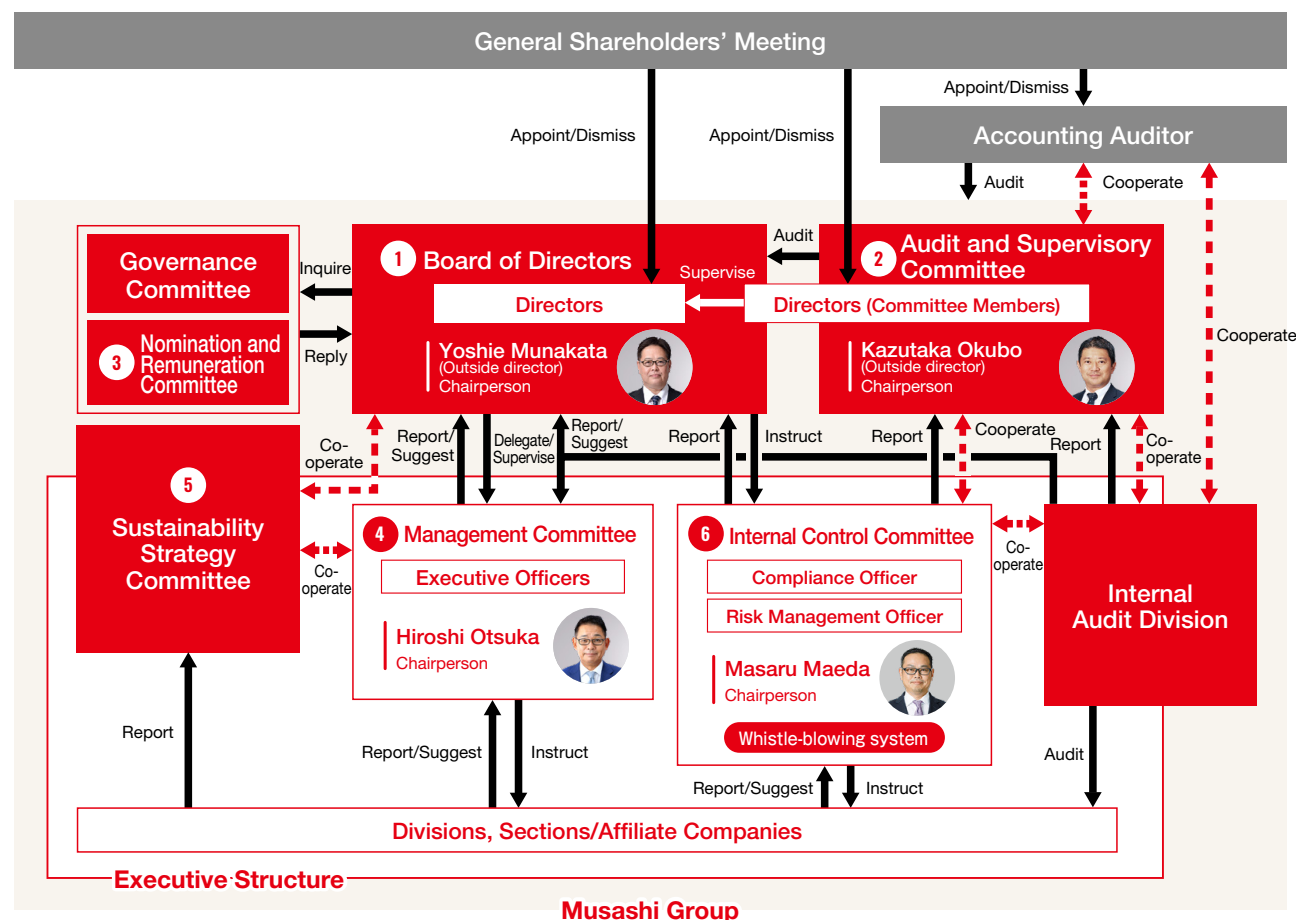 General Shareholders’ Meeting
Appoint/Dismiss
Appoint/Dismiss
Appoint/Dismiss
Accounting Auditor
Audit
Cooperate
Cooperate
Governance
Committee
3
Nomination and
Remuneration
Committee
Inquire
Reply
1 Board of Directors
Directors
Yoshie Munakata
(Outside director)
Chairperson
Audit
Supervise
2 Audit and Supervisory
Committee
Directors (Committee Members)
Kazutaka Okubo
(Outside director)
Chairperson
Co-
operate
Report/
Suggest
Delegate/
Supervise
Report/
Suggest
Report
Instruct
Report
Cooperate
Report
Co-
operate
5
Sustainability
Strategy
Committee
Co-
operate
4 Management Committee
Executive Officers
Hiroshi Otsuka
Chairperson
6 Internal Control Committee
Compliance Officer
Risk Management Officer
Masaru Maeda
Chairperson
Whistle-blowing system
Co-
operate
Internal
Audit Division
Report
Report/Suggest
Instruct
Report/Suggest
Instruct
Audit
Divisions, Sections/Affiliate Companies
Executive Structure
Musashi Group